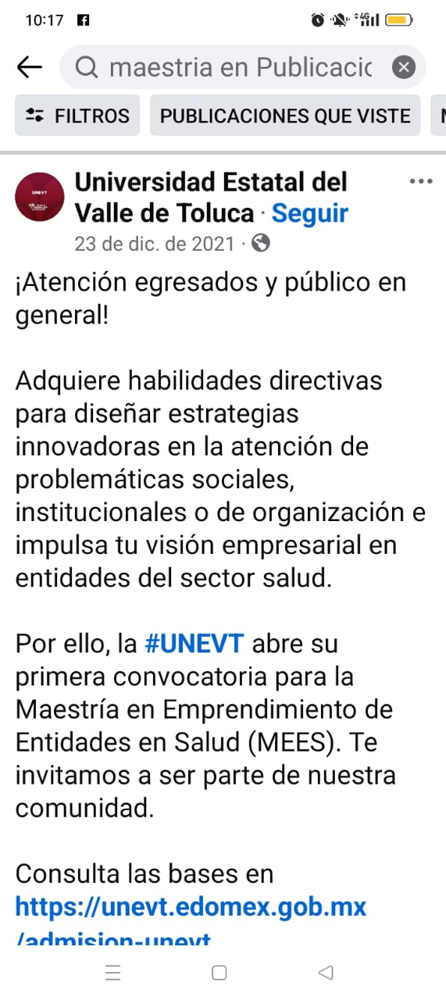 10:17
4G
maestria en Publicacic
FILTROS
PUBLICACIONES QUE VISTE
UNEVT
Universidad Estatal del
Valle de Toluca · Seguir
23 de dic. de 2021 ·
¡Atención egresados y público en
general!
Adquiere habilidades directivas
para diseñar estrategias
innovadoras en la atención de
problemáticas sociales,
institucionales o de organización e
impulsa tu visión empresarial en
entidades del sector salud.
Por ello, la #UNEVT abre su
primera convocatoria para la
Maestría en Emprendimiento de
Entidades en Salud (MEES). Te
invitamos a ser parte de nuestra
comunidad.
Consulta las bases en
https://unevt.edomex.gob.mx
/admision-unevt